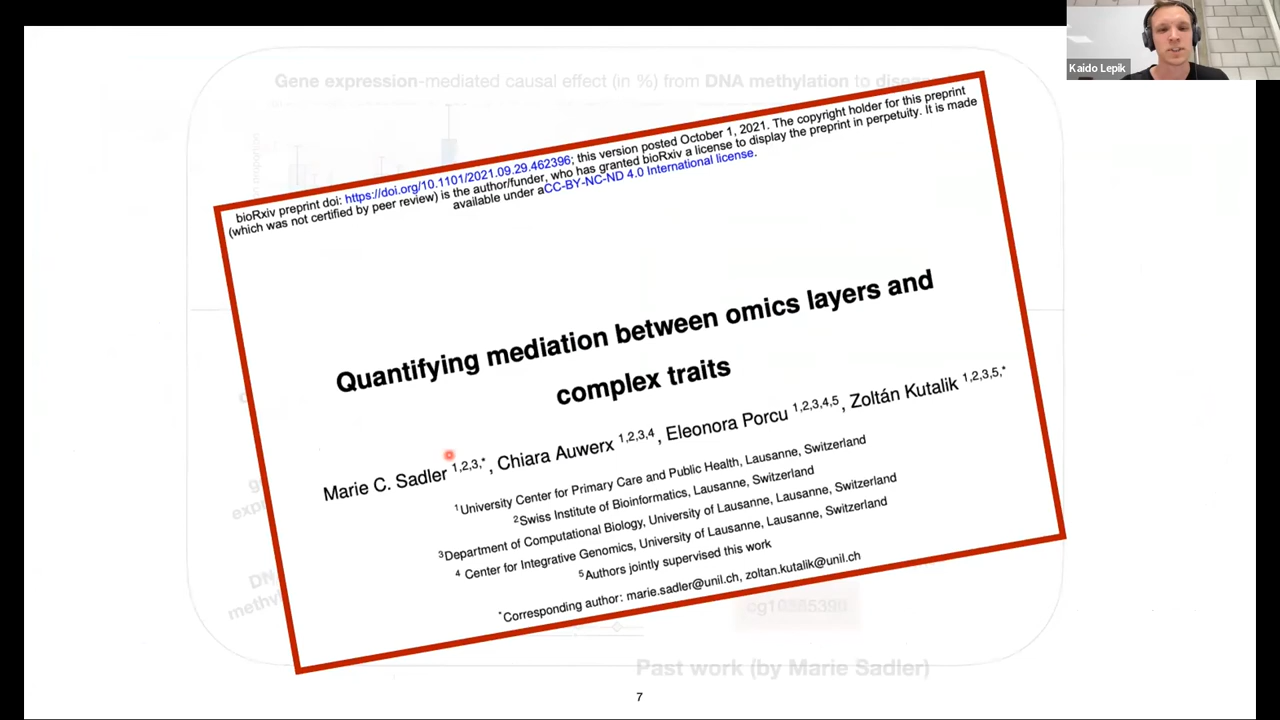 Kaido Lepik
Gene expression-mediated causal effect (in %) from DNA methylation to
bioRxiv preprint doi: https://doi.org/10.1101/2021.09.29.462396; this version posted October 1, 2021. The copyright holder for this preprint
(which was not certified by peer review) is the author/funder, who has granted bioRxiv a license to display the preprint in perpetuity. It is made
available under aCC-BY-NC-ND 4.0 International license.
Quantifying mediation between omics layers and
complex traits
Marie C. Sadler 1,2,3,*, Chiara Auwerx 1,2,3,4, Eleonora Porcu 1,2,3,4,5, Zoltán Kutalik 1,2,3,5,*
1University Center for Primary Care and Public Health, Lausanne, Switzerland
2Swiss Institute of Bioinformatics, Lausanne, Switzerland
3Department of Computational Biology, University of Lausanne, Lausanne, Switzerland
4 Center for Integrative Genomics, University of Lausanne, Lausanne, Switzerland
5Authors jointly supervised this work
*Corresponding author: marie.sadler@unil.ch, zoltan.kutalik@unil.ch
Past work (by Marie Sadler)
7